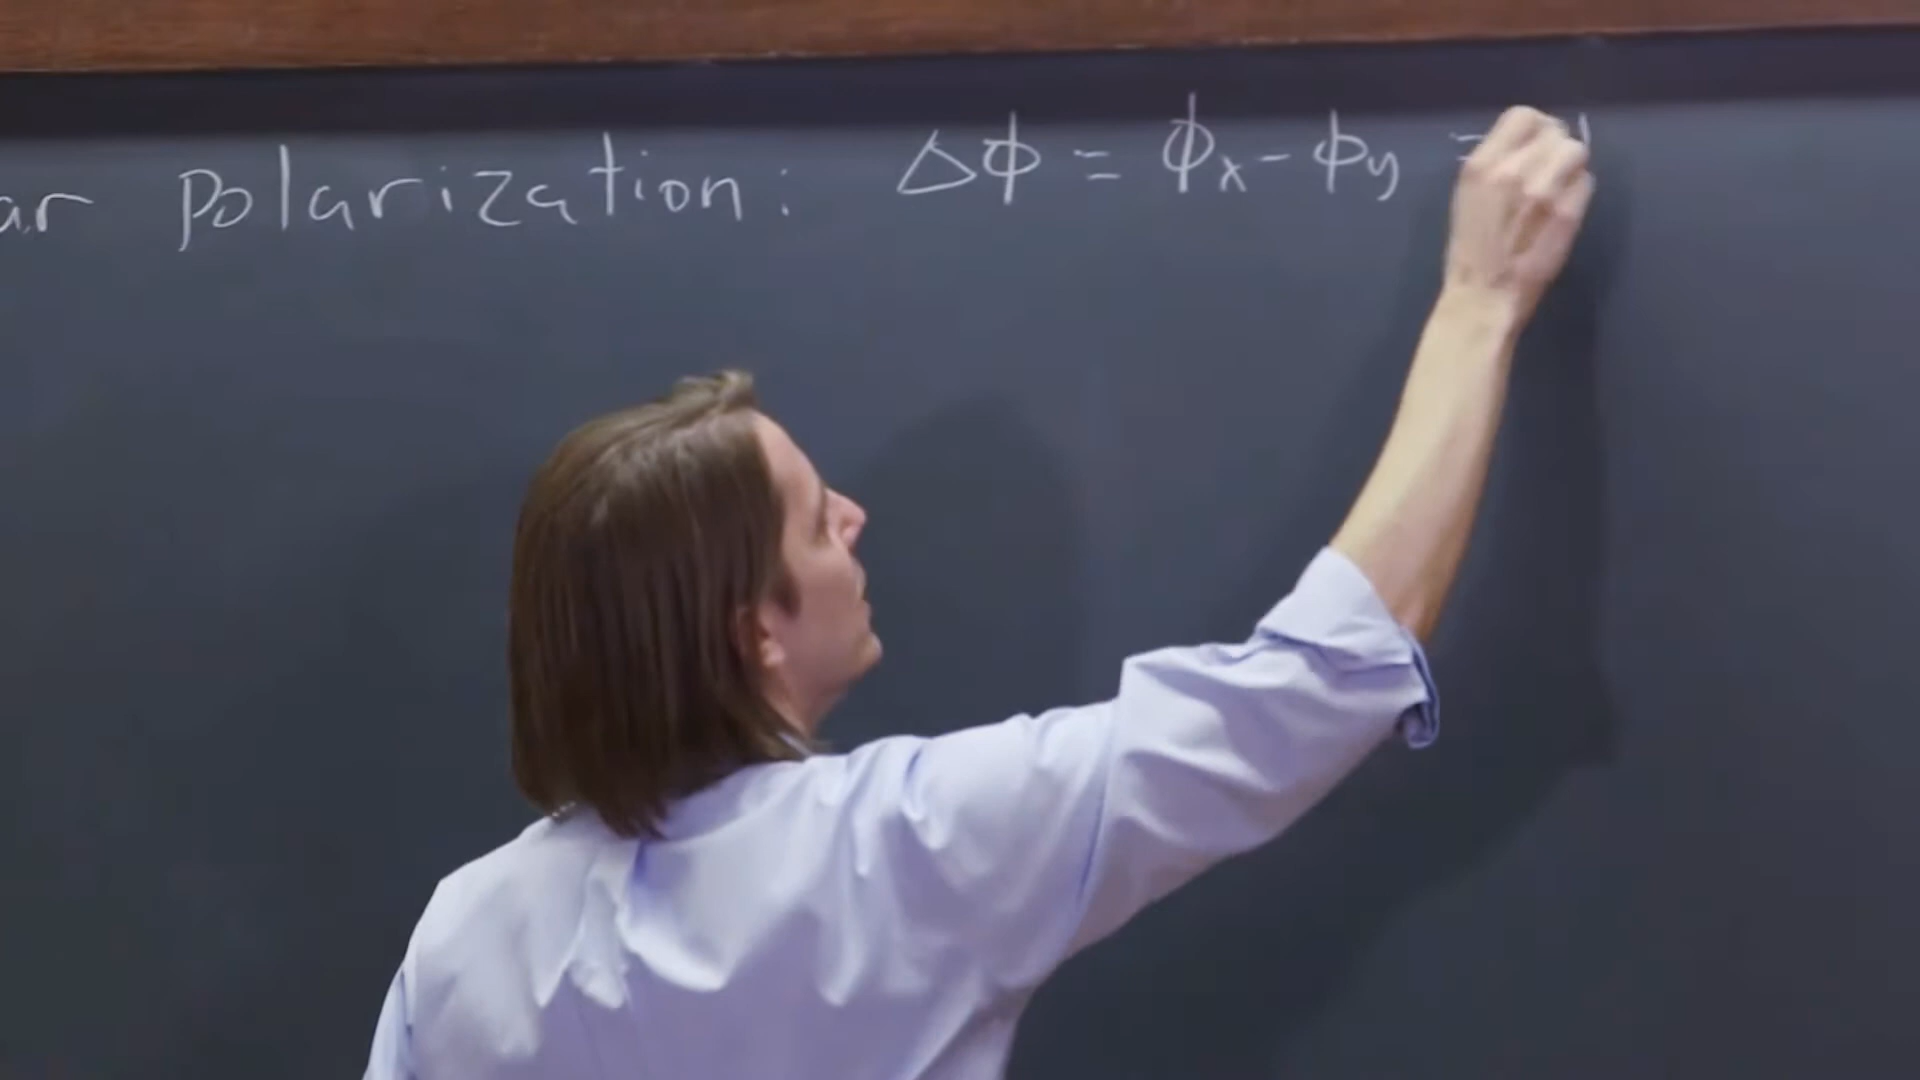 ar polarization: Δϕ = ϕx - ϕy =